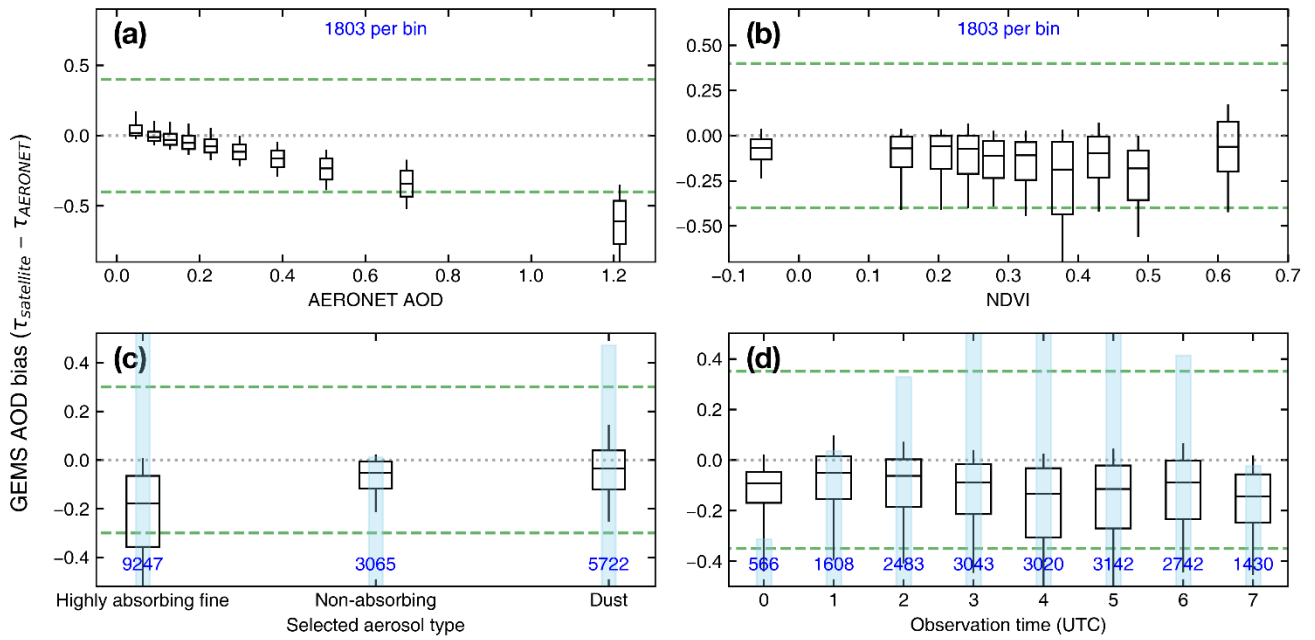 GEMS AOD bias (τsatellite − τAERONET)
(a)
1803 per bin
0.5
0.0
−0.5
0.0 0.2 0.4 0.6 0.8 1.0 1.2
AERONET AOD
(b)
1803 per bin
0.50
0.25
−0.00
−0.25
−0.50
−0.1 0.0 0.1 0.2 0.3 0.4 0.5 0.6 0.7
NDVI
(c)
0.4
0.2
0.0
−0.2
−0.4
9247 3065 5722
Highly absorbing fine Non-absorbing Dust
Selected aerosol type
(d)
0.4
0.2
0.0
−0.2
−0.4
566 1608 2483 3043 3020 3142 2742 1430
0 1 2 3 4 5 6 7
Observation time (UTC)